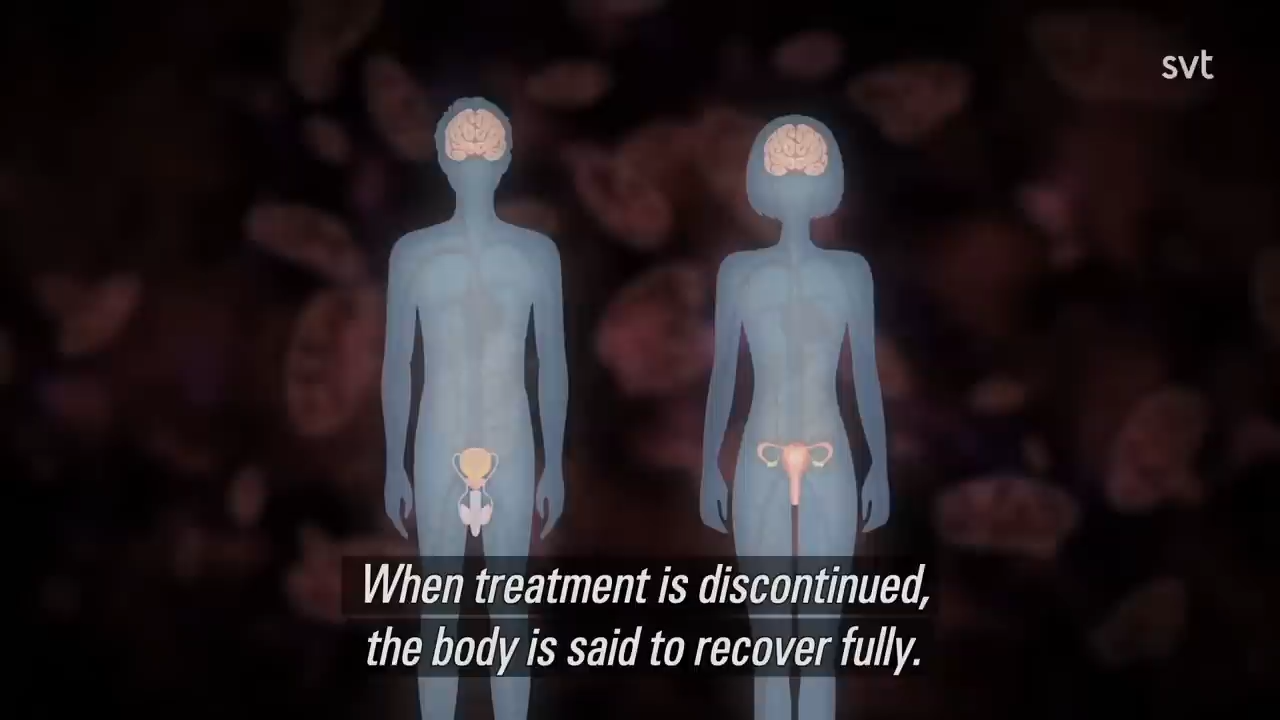 svt
When treatment is discontinued,
the body is said to recover fully.